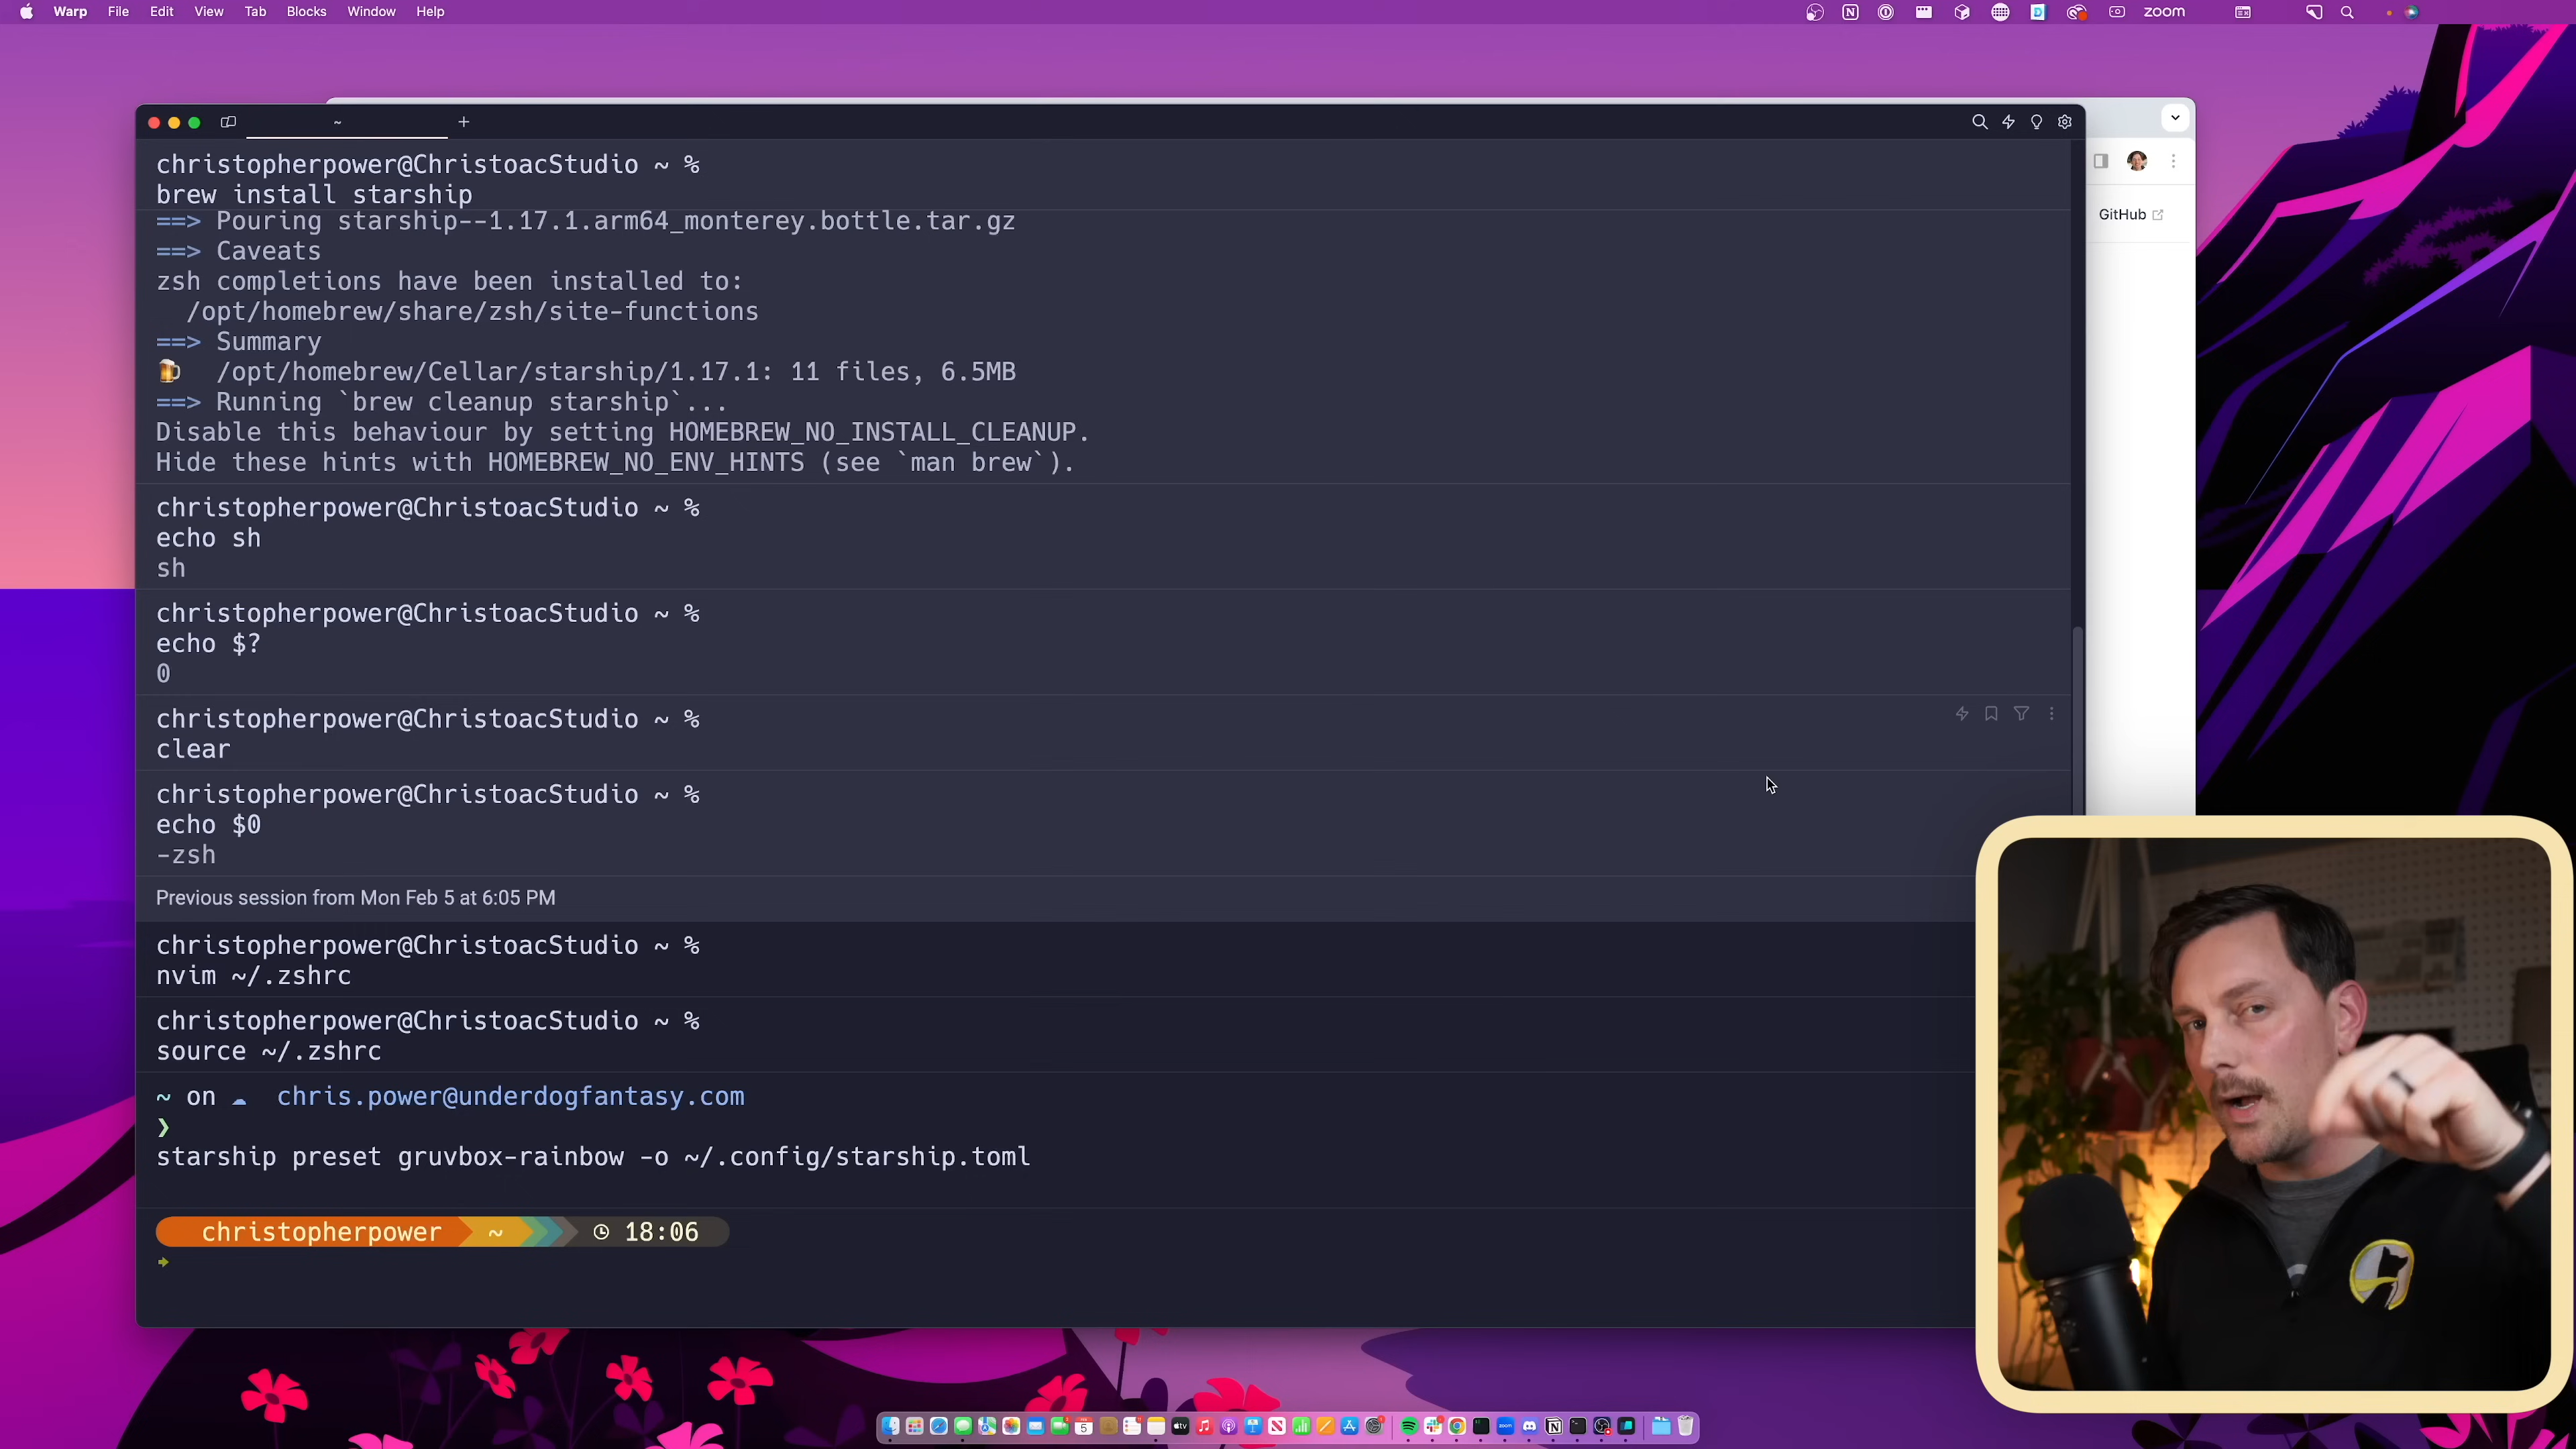 Warp File Edit View Tab Blocks Window Help
zoom
~
christopherpower@ChristoacStudio ~ %
brew install starship
==> Pouring starship--1.17.1.arm64_monterey.bottle.tar.gz
==> Caveats
zsh completions have been installed to:
/opt/homebrew/share/zsh/site-functions
==> Summary
🍺 /opt/homebrew/Cellar/starship/1.17.1: 11 files, 6.5MB
==> Running `brew cleanup starship`...
Disable this behaviour by setting HOMEBREW_NO_INSTALL_CLEANUP.
Hide these hints with HOMEBREW_NO_ENV_HINTS (see `man brew`).
christopherpower@ChristoacStudio ~ %
echo sh
sh
christopherpower@ChristoacStudio ~ %
echo $?
0
christopherpower@ChristoacStudio ~ %
clear
christopherpower@ChristoacStudio ~ %
echo $0
-zsh
Previous session from Mon Feb 5 at 6:05 PM
christopherpower@ChristoacStudio ~ %
nvim ~/.zshrc
christopherpower@ChristoacStudio ~ %
source ~/.zshrc
~ on ☁ chris.power@underdogfantasy.com
❯
starship preset gruvbox-rainbow -o ~/.config/starship.toml
christopherpower ~ 18:06
GitHub